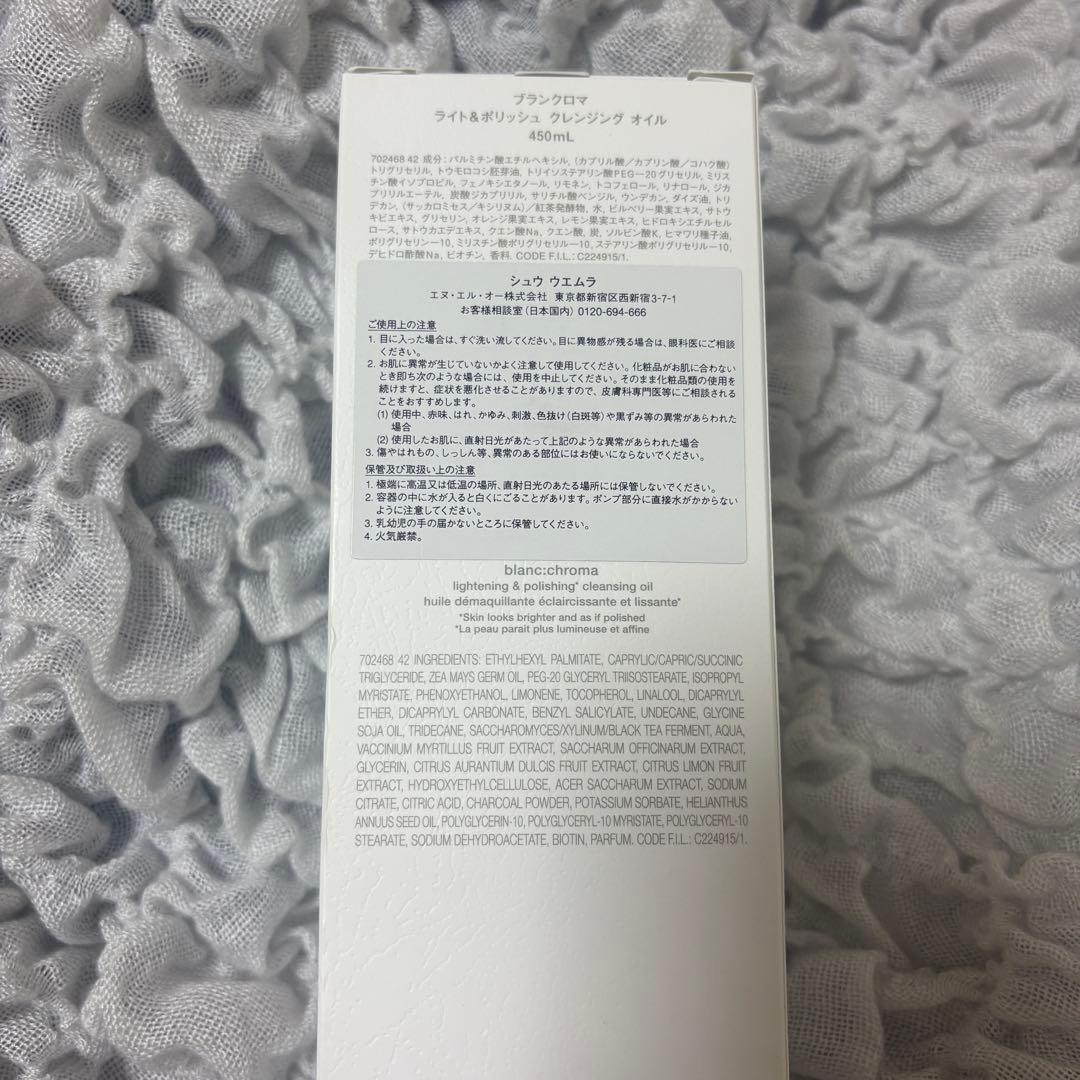 ブランクロマ
ライト&ポリッシュ クレンジング オイル
450mL
702468 42 成分：パルミチン酸エチルヘキシル, (カプリル酸／カプリン酸／コハク酸)
トリグリセリル, トウモロコシ胚芽油, トリイソステアリン酸PEG－20グリセリル, ミリス
チン酸イソプロピル, フェノキシエタノール, リモネン, トコフェロール, リナロール, ジカ
プリリルエーテル, 炭酸ジカプリリル, サリチル酸ベンジル, ウンデカン, ダイズ油, トリ
デカン, (サッカロミセス／キシリヌム)／紅茶発酵物, 水, ビルベリー果実エキス, サトウ
キビエキス, グリセリン, オレンジ果実エキス, レモン果実エキス, ヒドロキシエチルセル
ロース, サトウカエデエキス, クエン酸Na, クエン酸, 炭, ソルビン酸K, ヒマワリ種子油,
ポリグリセリン－10, ミリスチン酸ポリグリセリル－10, ステアリン酸ポリグリセリル－10,
デヒドロ酢酸Na, ビオチン, 香料. CODE F.I.L.: C224915/1.
シュウ ウエムラ
エヌ・エル・オー株式会社 東京都新宿区西新宿3-7-1
お客様相談室（日本国内）0120-694-666
ご使用上の注意
1. 目に入った場合は、すぐ洗い流してください。目に異物感が残る場合は、眼科医にご相談
ください。
2. お肌に異常が生じていないかよく注意して使用してください。化粧品がお肌に合わない
とき即ち次のような場合には、使用を中止してください。そのまま化粧品類の使用を
続けますと、症状を悪化させることがありますので、皮膚科専門医等にご相談される
ことをおすすめします。
(1) 使用中、赤味、はれ、かゆみ、刺激、色抜け（白斑等）や黒ずみ等の異常があらわれた
場合
(2) 使用したお肌に、直射日光があたって上記のような異常があらわれた場合
3. 傷やはれもの、しっしん等、異常のある部位にはお使いにならないでください。
保管及び取扱い上の注意
1. 極端に高温又は低温の場所、直射日光のあたる場所には保管しないでください。
2. 容器の中に水が入ると白くにごることがあります。ポンプ部分に直接水がかからない
ように注意してください。
3. 乳幼児の手の届かないところに保管してください。
4. 火気厳禁。
blanc:chroma
lightening & polishing* cleansing oil
huile démaquillante éclaircissante et lissante*
*Skin looks brighter and as if polished
*La peau parait plus lumineuse et affine
702468 42 INGREDIENTS: ETHYLHEXYL PALMITATE, CAPRYLIC/CAPRIC/SUCCINIC
TRIGLYCERIDE, ZEA MAYS GERM OIL, PEG-20 GLYCERYL TRIISOSTEARATE, ISOPROPYL
MYRISTATE, PHENOXYETHANOL, LIMONENE, TOCOPHEROL, LINALOOL, DICAPRYLYL
ETHER, DICAPRYLYL CARBONATE, BENZYL SALICYLATE, UNDECANE, GLYCINE
SOJA OIL, TRIDECANE, SACCHAROMYCES/XYLINUM/BLACK TEA FERMENT, AQUA,
VACCINIUM MYRTILLUS FRUIT EXTRACT, SACCHARUM OFFICINARUM EXTRACT,
GLYCERIN, CITRUS AURANTIUM DULCIS FRUIT EXTRACT, CITRUS LIMON FRUIT
EXTRACT, HYDROXYETHYLCELLULOSE, ACER SACCHARUM EXTRACT, SODIUM
CITRATE, CITRIC ACID, CHARCOAL POWDER, POTASSIUM SORBATE, HELIANTHUS
ANNUUS SEED OIL, POLYGLYCERIN-10, POLYGLYCERYL-10 MYRISTATE, POLYGLYCERYL-10
STEARATE, SODIUM DEHYDROACETATE, BIOTIN, PARFUM. CODE F.I.L.: C224915/1.